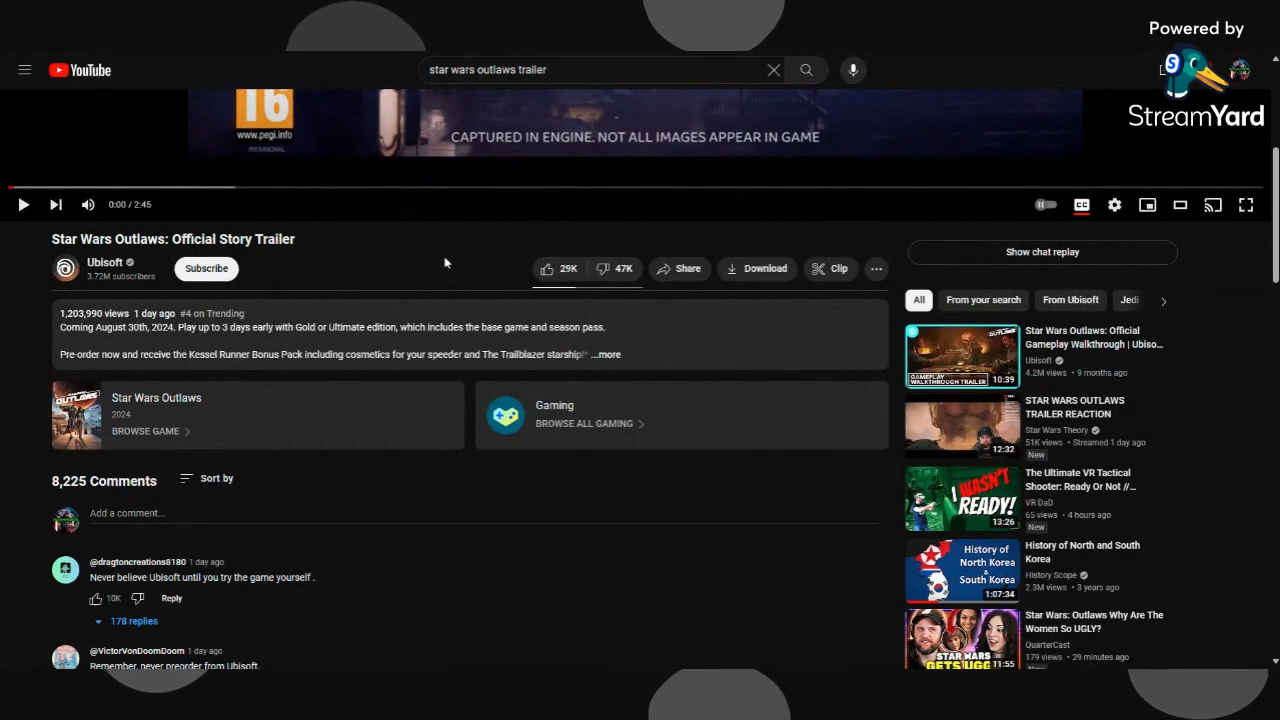 Powered by
StreamYard
YouTube
star wars outlaws trailer
16
www.pegi.info
PROVISIONAL
CAPTURED IN ENGINE. NOT ALL IMAGES APPEAR IN GAME
0:00 / 2:45
CC
Star Wars Outlaws: Official Story Trailer
Ubisoft
3.72M subscribers
Subscribe
29K
47K
Share
Download
Clip
1,203,990 views 1 day ago #4 on Trending
Coming August 30th, 2024. Play up to 3 days early with Gold or Ultimate edition, which includes the base game and season pass.
Pre-order now and receive the Kessel Runner Bonus Pack including cosmetics for your speeder and The Trailblazer starship!* ...more
Star Wars Outlaws
2024
BROWSE GAME
Gaming
BROWSE ALL GAMING
8,225 Comments
Sort by
Add a comment...
@dragtoncreations8180 1 day ago
Never believe Ubisoft until you try the game yourself .
10K
Reply
178 replies
@VictorVonDoomDoom 1 day ago
Remember, never preorder from Ubisoft.
Show chat replay
All
From your search
From Ubisoft
Jedi
OUTLAWS
GAMEPLAY
WALKTHROUGH TRAILER
10:39
Star Wars Outlaws: Official
Gameplay Walkthrough | Ubiso...
Ubisoft
4.2M views • 9 months ago
12:32
STAR WARS OUTLAWS
TRAILER REACTION
Star Wars Theory
51K views • Streamed 1 day ago
New
I WASN'T
READY!
13:26
The Ultimate VR Tactical
Shooter: Ready Or Not //...
VR DaD
65 views • 4 hours ago
New
History of
North Korea
&
South Korea
1:07:34
History of North and South
Korea
History Scope
2.3M views • 3 years ago
STAR WARS
GETS UGLY
11:55
Star Wars: Outlaws Why Are The
Women So UGLY?
QuarterCast
179 views • 29 minutes ago
New